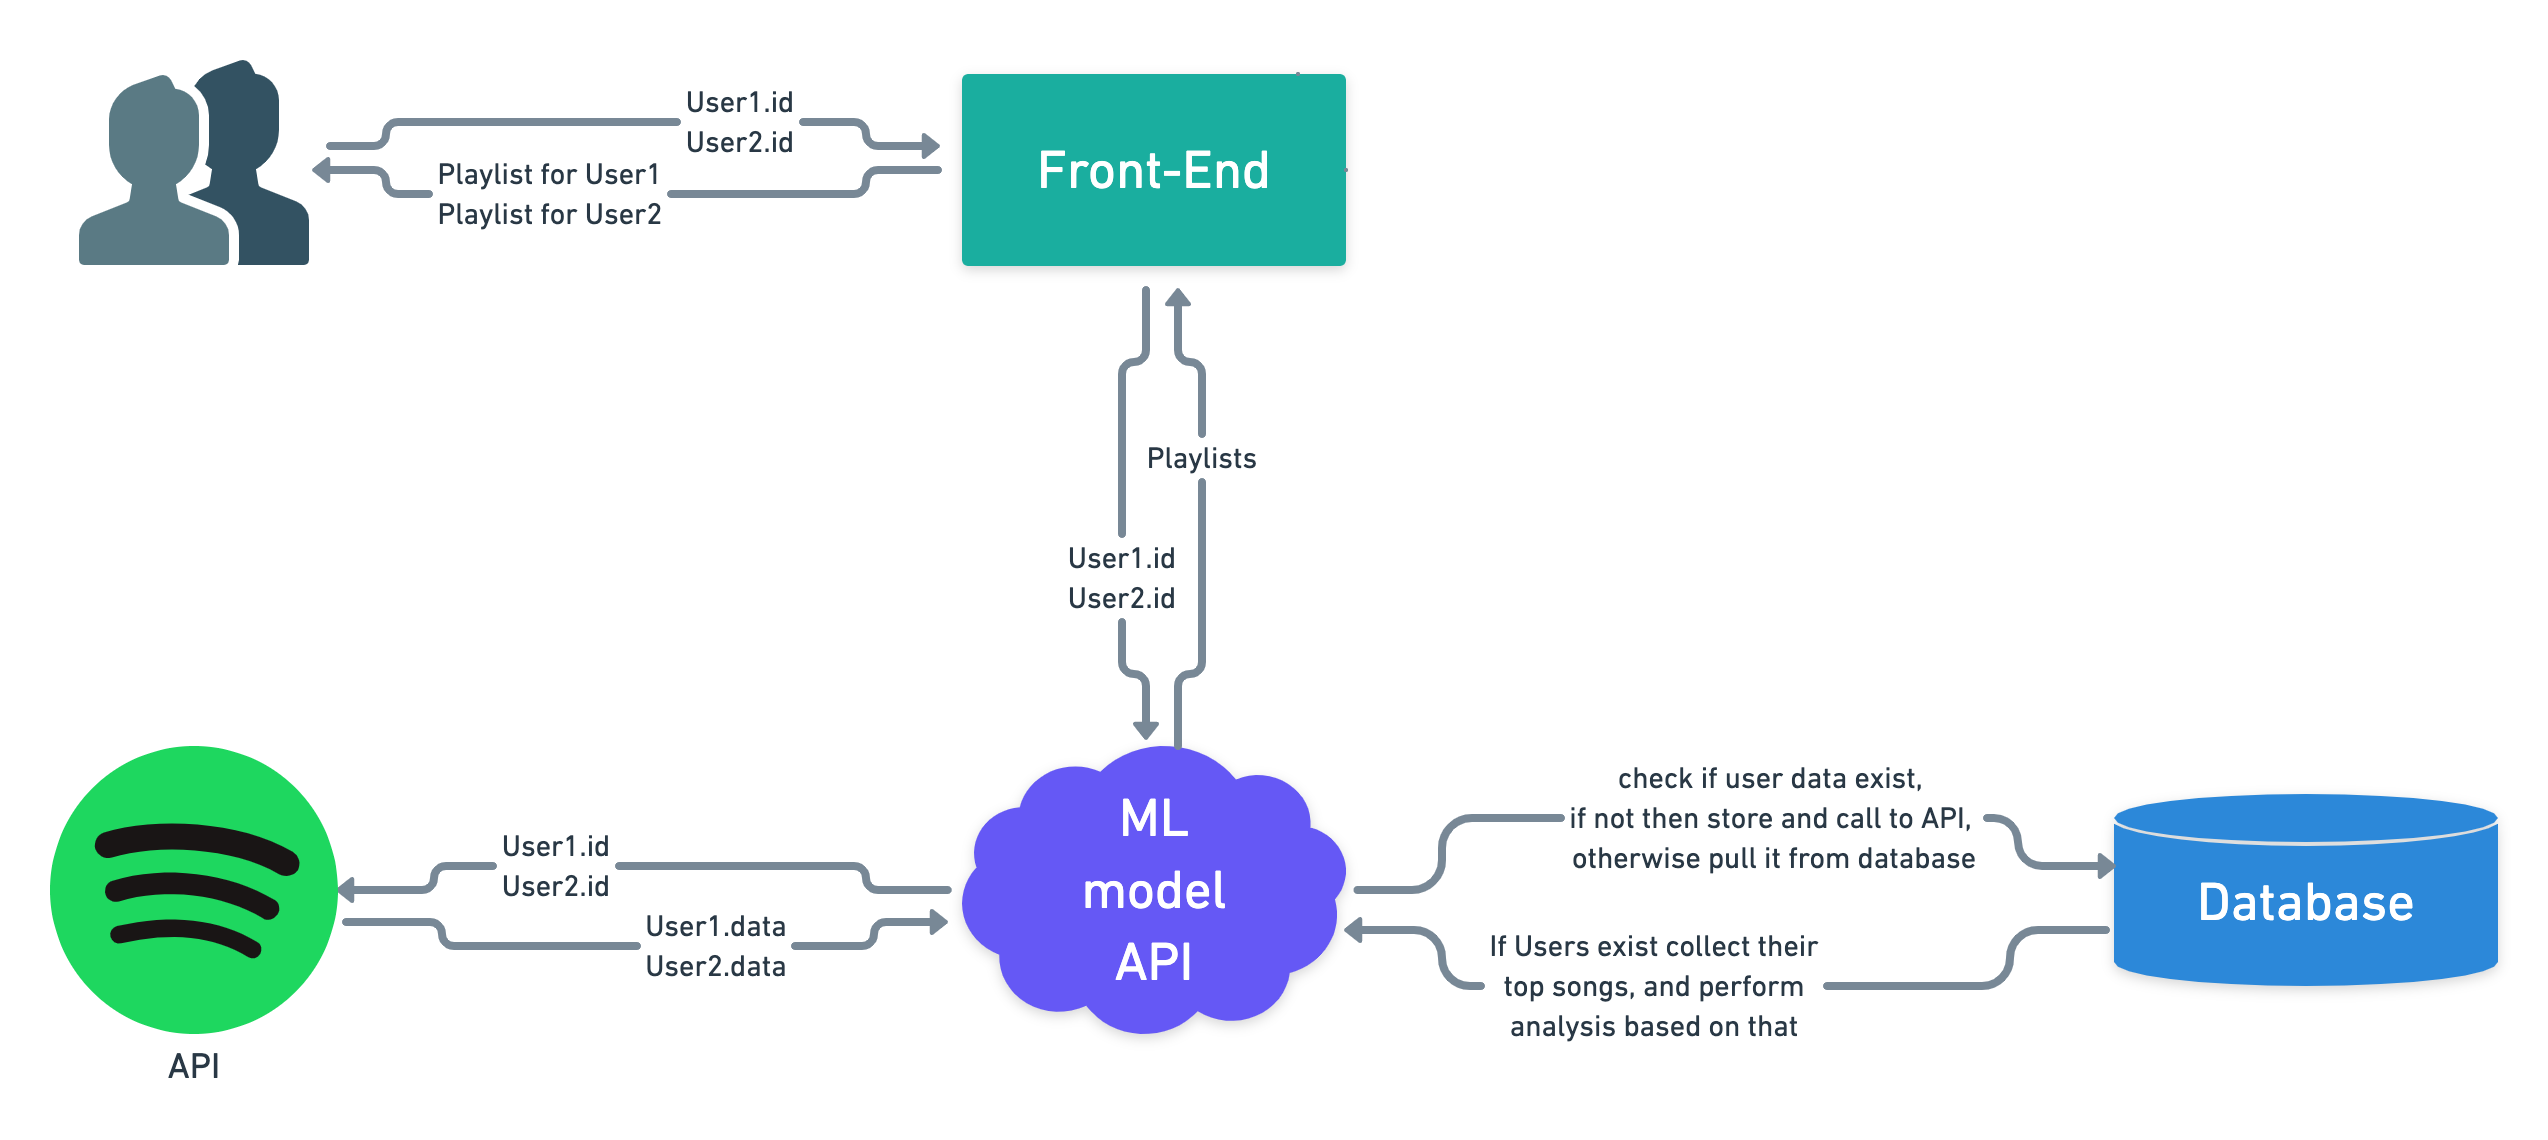 User1.id
User2.id
Playlist for User1
Playlist for User2
Front-End
Playlists
User1.id
User2.id
API
User1.id
User2.id
User1.data
User2.data
ML
model
API
check if user data exist,
if not then store and call to API,
otherwise pull it from database
If Users exist collect their
top songs, and perform
analysis based on that
Database